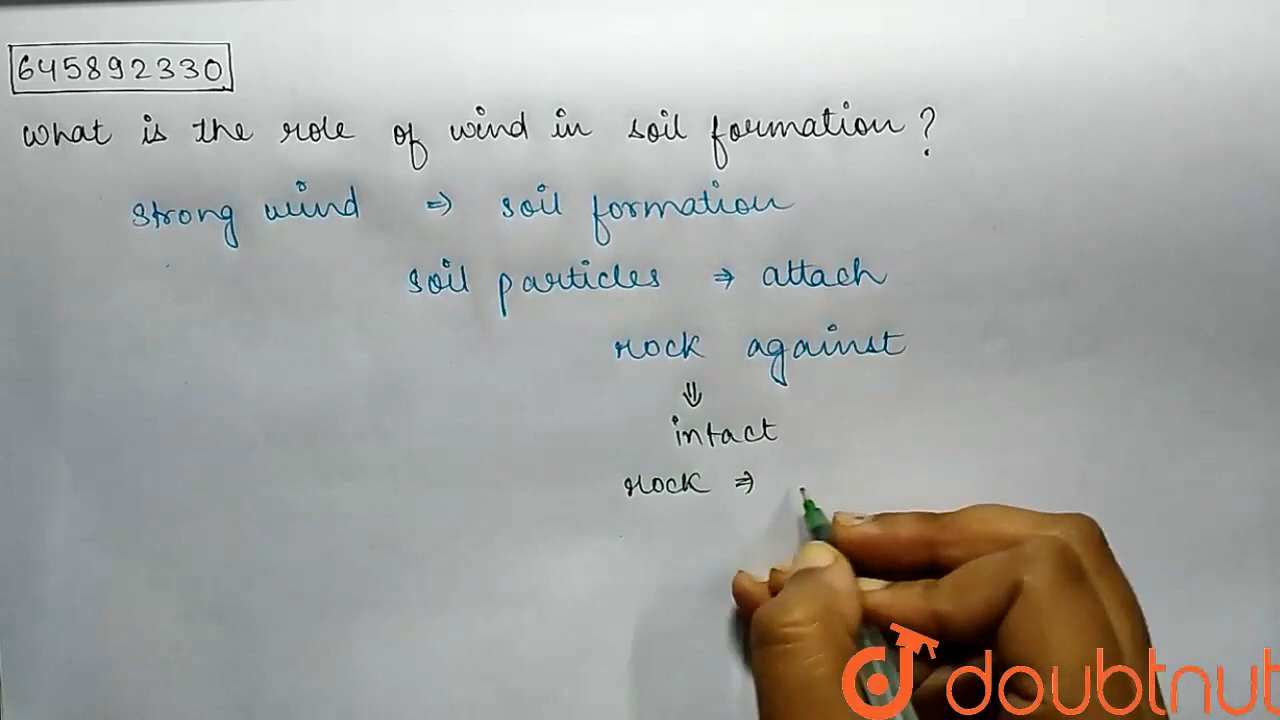 645892330
What is the role of wind in soil formation?
strong wind ⇒ soil formation
soil particles ⇒ attach
rock against
⇓
intact
rock ⇒
doubtnut